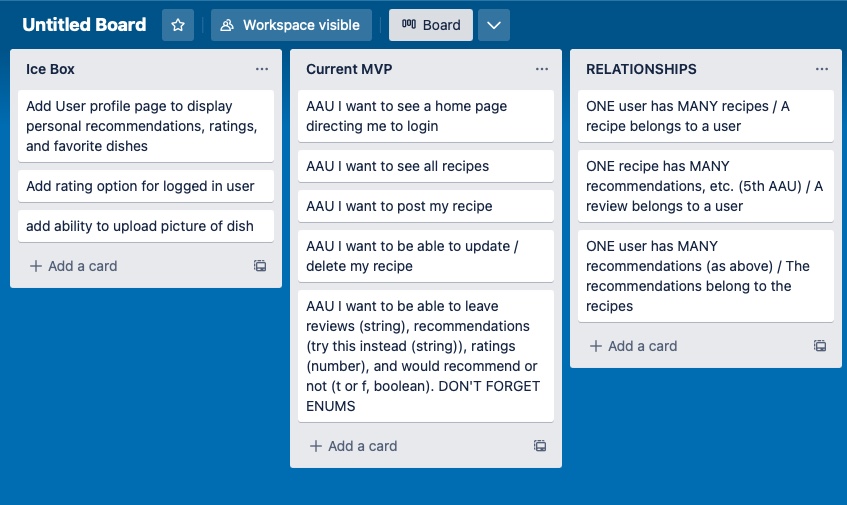 Untitled Board
Workspace visible
Board
Ice Box
Add User profile page to display
personal recommendations, ratings,
and favorite dishes
Add rating option for logged in user
add ability to upload picture of dish
+ Add a card
Current MVP
AAU I want to see a home page
directing me to login
AAU I want to see all recipes
AAU I want to post my recipe
AAU I want to be able to update /
delete my recipe
AAU I want to be able to leave
reviews (string), recommendations
(try this instead (string)), ratings
(number), and would recommend or
not (t or f, boolean). DON'T FORGET
ENUMS
+ Add a card
RELATIONSHIPS
ONE user has MANY recipes / A
recipe belongs to a user
ONE recipe has MANY
recommendations, etc. (5th AAU) / A
review belongs to a user
ONE user has MANY
recommendations (as above) / The
recommendations belong to the
recipes
+ Add a card